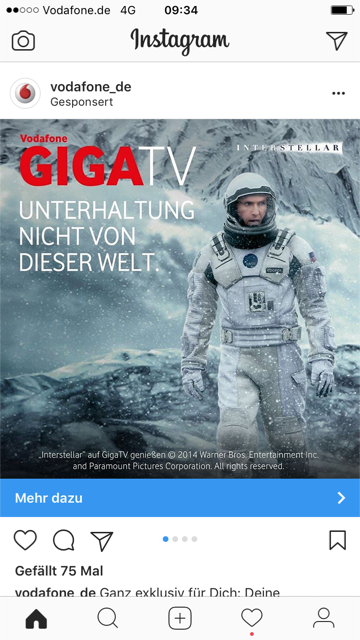 Vodafone.de 4G 09:34
Instagram
vodafone_de
Gesponsert
Vodafone
GIGATV
INTERSTELLAR
UNTERHALTUNG
NICHT VON
DIESER WELT.
„Interstellar" auf GigaTV genießen © 2014 Warner Bros. Entertainment Inc.
and Paramount Pictures Corporation. All rights reserved.
Mehr dazu
Gefällt 75 Mal
vodafone_de Ganz exklusiv für Dich: Deine